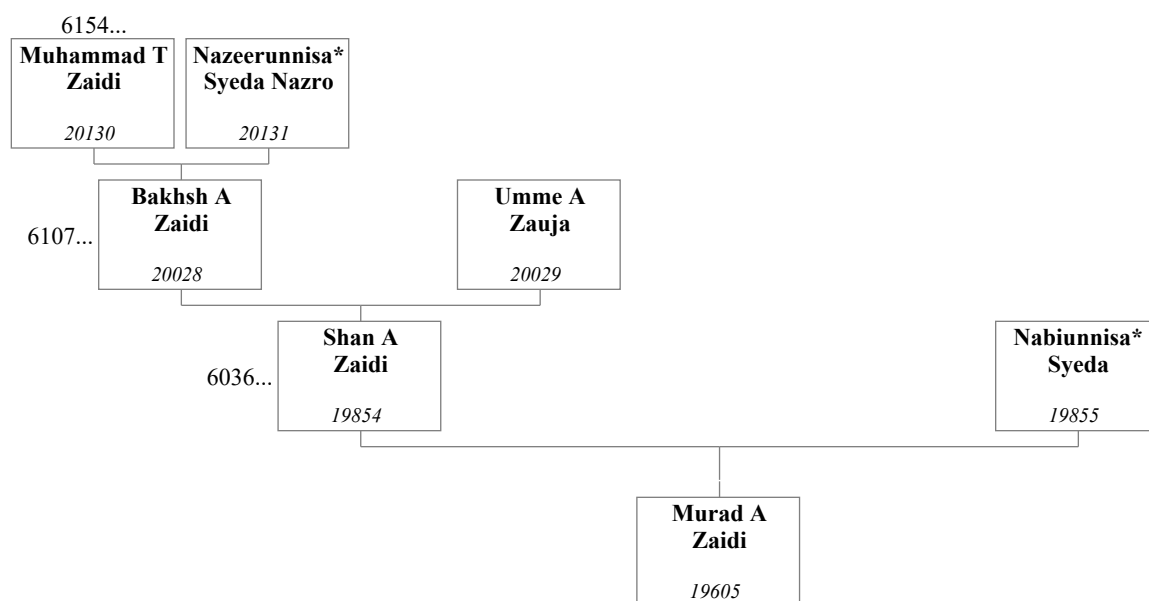 6154...
Muhammad T
Zaidi
20130
Nazeerunnisa*
Syeda Nazro
20131
6107...
Bakhsh A
Zaidi
20028
Umme A
Zauja
20029
6036...
Shan A
Zaidi
19854
Nabiunnisa*
Syeda
19855
Murad A
Zaidi
19605